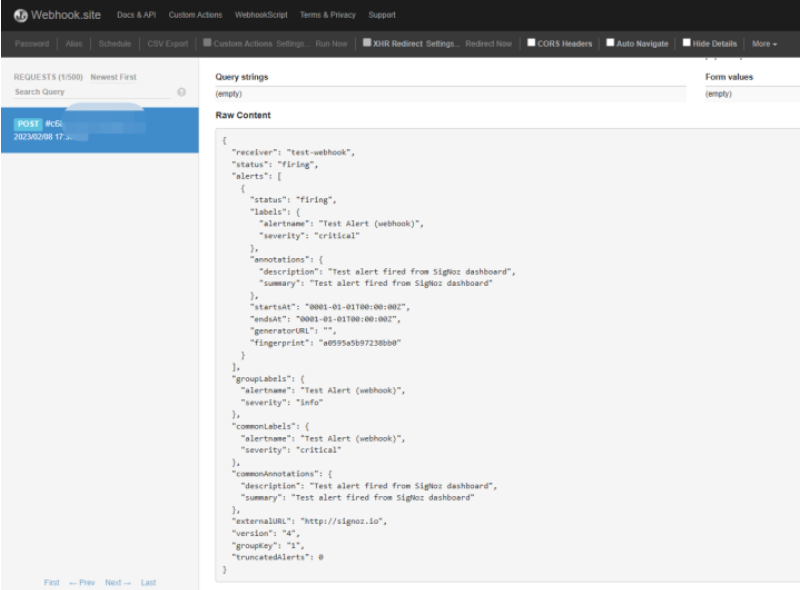 Webhook.site Docs & API Custom Actions WebhookScript Terms & Privacy Support
Password Alias Schedule CSV Export Custom Actions Settings... Run Now XHR Redirect Settings... Redirect Now CORS Headers Auto Navigate Hide Details More
REQUESTS (1/500) Newest First
Search Query
POST
2023/02/08
First ← Prev Next → Last
Query strings
(empty)
Form values
(empty)
Raw Content
{
"receiver": "test-webhook",
"status": "firing",
"alerts": [
{
"status": "firing",
"labels": {
"alertname": "Test Alert (webhook)",
"severity": "critical"
},
"annotations": {
"description": "Test alert fired from SigNoz dashboard",
"summary": "Test alert fired from SigNoz dashboard"
},
"startsAt": "0001-01-01T00:00:00Z",
"endsAt": "0001-01-01T00:00:00Z",
"generatorURL": "",
"fingerprint": "a0595a5b97238bb0"
}
],
"groupLabels": {
"alertname": "Test Alert (webhook)",
"severity": "info"
},
"commonLabels": {
"alertname": "Test Alert (webhook)",
"severity": "critical"
},
"commonAnnotations": {
"description": "Test alert fired from SigNoz dashboard",
"summary": "Test alert fired from SigNoz dashboard"
},
"externalURL": "http://signoz.io",
"version": "4",
"groupKey": "1",
"truncatedAlerts": 0
}